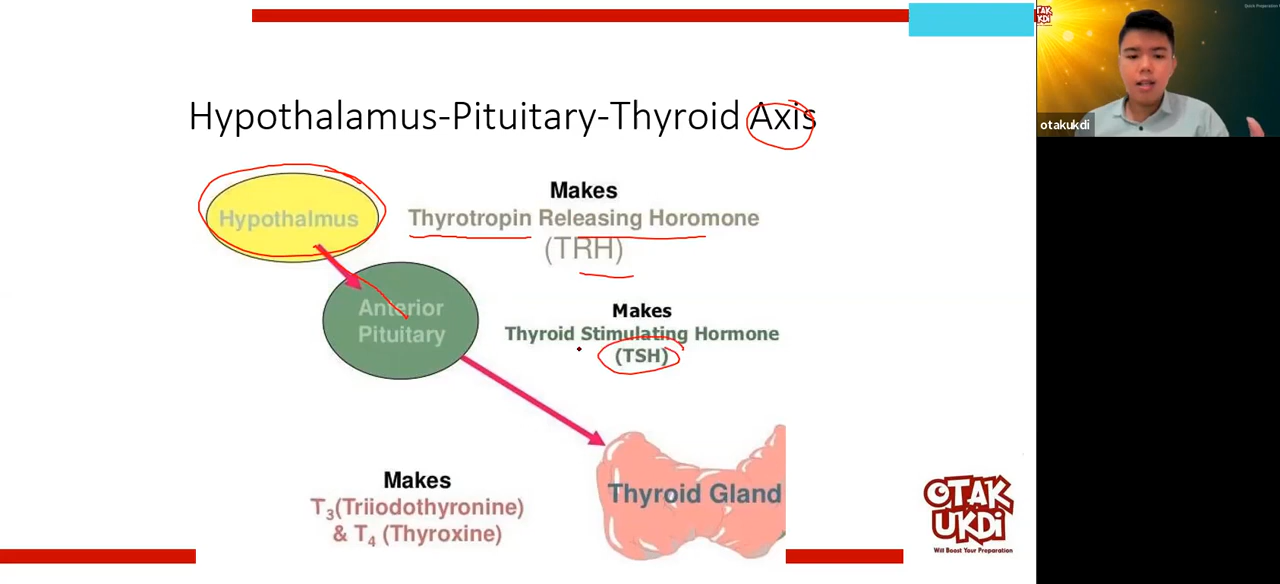 Hypothalamus-Pituitary-Thyroid Axis
Hypothalmus
Makes
Thyrotropin Releasing Horomone
(TRH)
Anterior
Pituitary
Makes
Thyroid Stimulating Hormone
(TSH)
Makes
T₃(Triiodothyronine)
& T₄ (Thyroxine)
Thyroid Gland
OTAK
UKDi
Will Boost Your Preparation
otakukdi